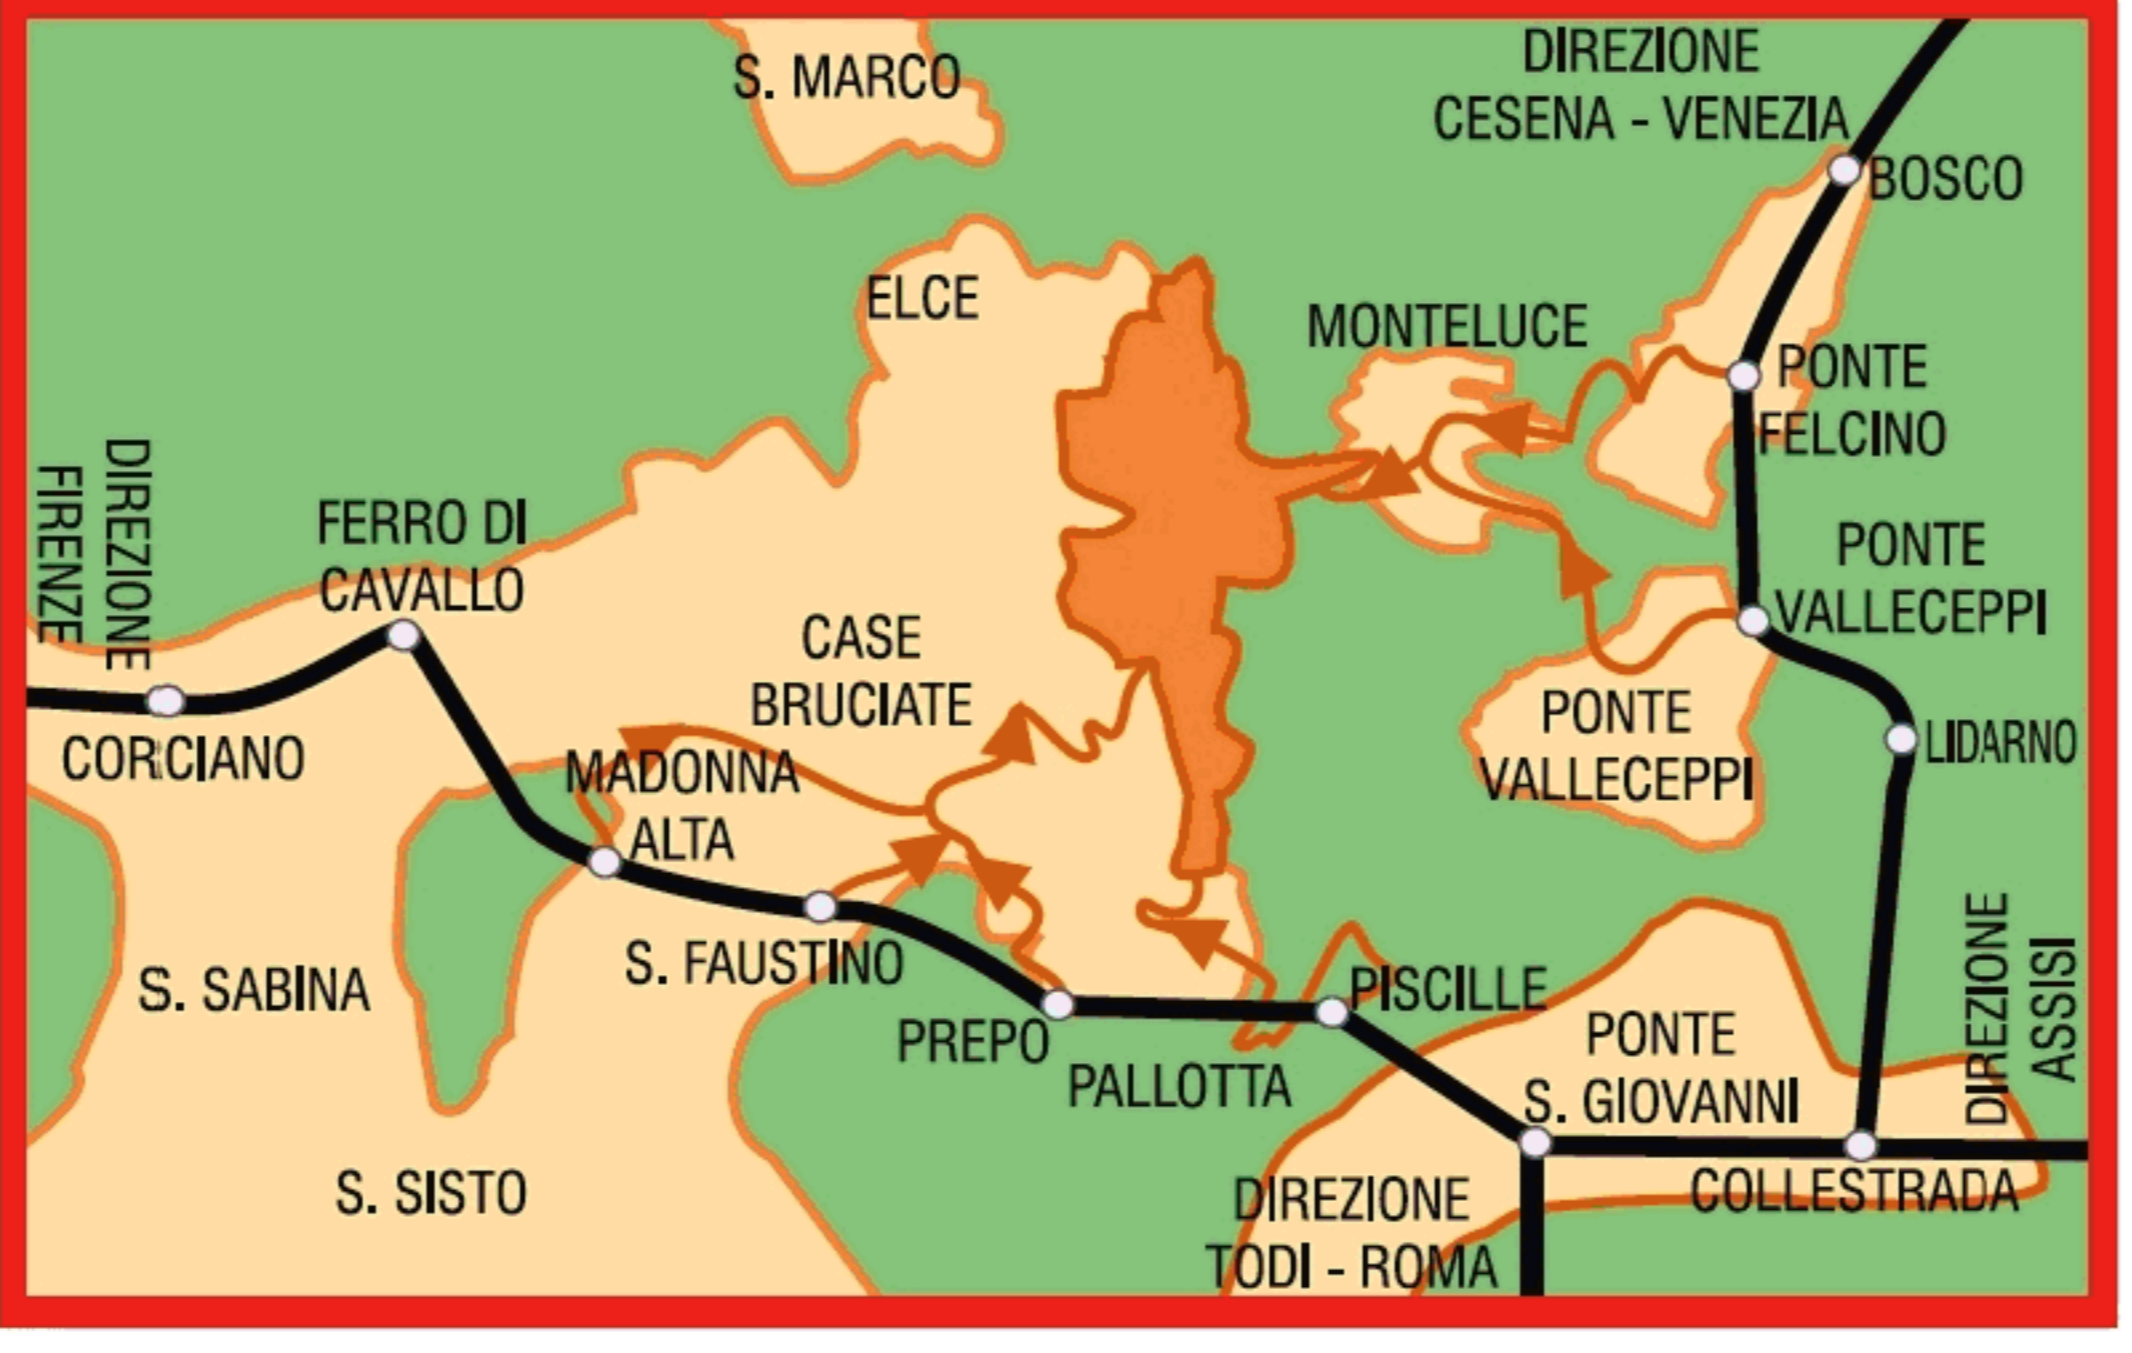 S. MARCO
DIREZIONE
CESENA - VENEZIA
BOSCO
ELCE
MONTELUCE
PONTE
FELCINO
DIREZIONE
FIRENZE
FERRO DI
CAVALLO
PONTE
VALLECEPPI
CASE
BRUCIATE
CORCIANO
MADONNA
ALTA
PONTE
VALLECEPPI
LIDARNO
S. SABINA
S. FAUSTINO
PREPO
PISCILLE
PALLOTTA
PONTE
S. GIOVANNI
DIREZIONE
ASSISI
S. SISTO
DIREZIONE
TODI - ROMA
COLLESTRADA